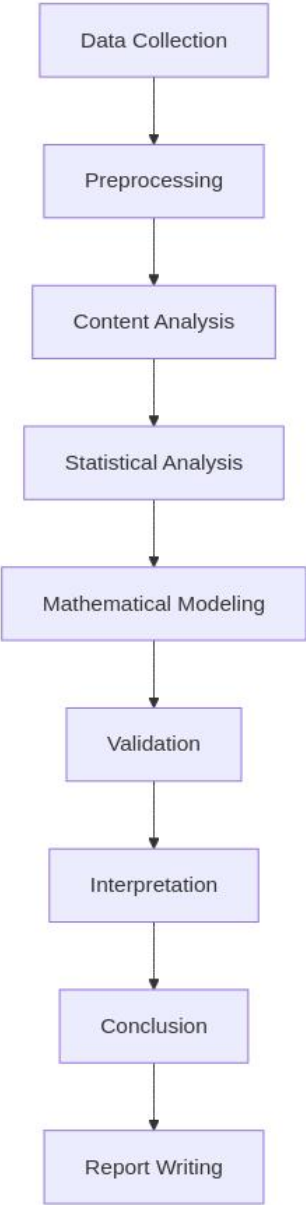 Data Collection
Preprocessing
Content Analysis
Statistical Analysis
Mathematical Modeling
Validation
Interpretation
Conclusion
Report Writing